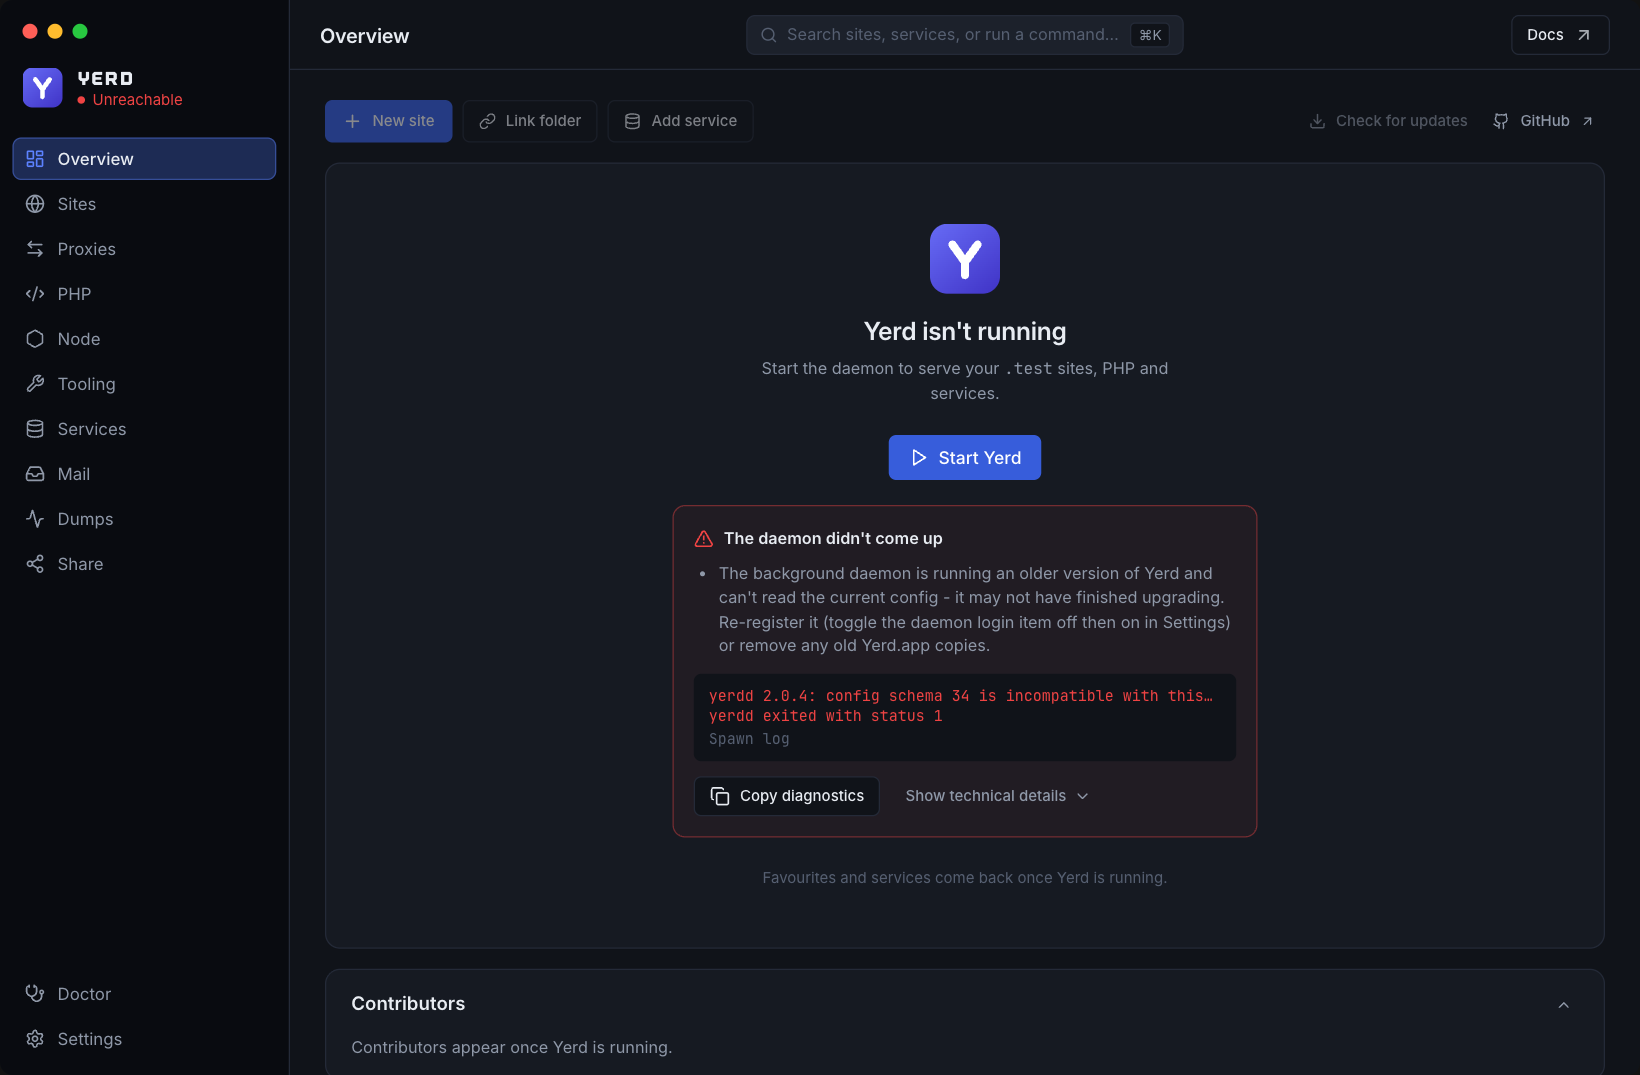 Overview
Search sites, services, or run a command...
⌘K
Docs
YERD
Unreachable
Overview
Sites
Proxies
PHP
Node
Tooling
Services
Mail
Dumps
Share
Doctor
Settings
New site
Link folder
Add service
Check for updates
GitHub
Y
Yerd isn't running
Start the daemon to serve your .test sites, PHP and
services.
Start Yerd
The daemon didn't come up
• The background daemon is running an older version of Yerd and
can't read the current config - it may not have finished upgrading.
Re-register it (toggle the daemon login item off then on in Settings)
or remove any old Yerd.app copies.
yerdd 2.0.4: config schema 34 is incompatible with this…
yerdd exited with status 1
Spawn log
Copy diagnostics
Show technical details
Favourites and services come back once Yerd is running.
Contributors
Contributors appear once Yerd is running.